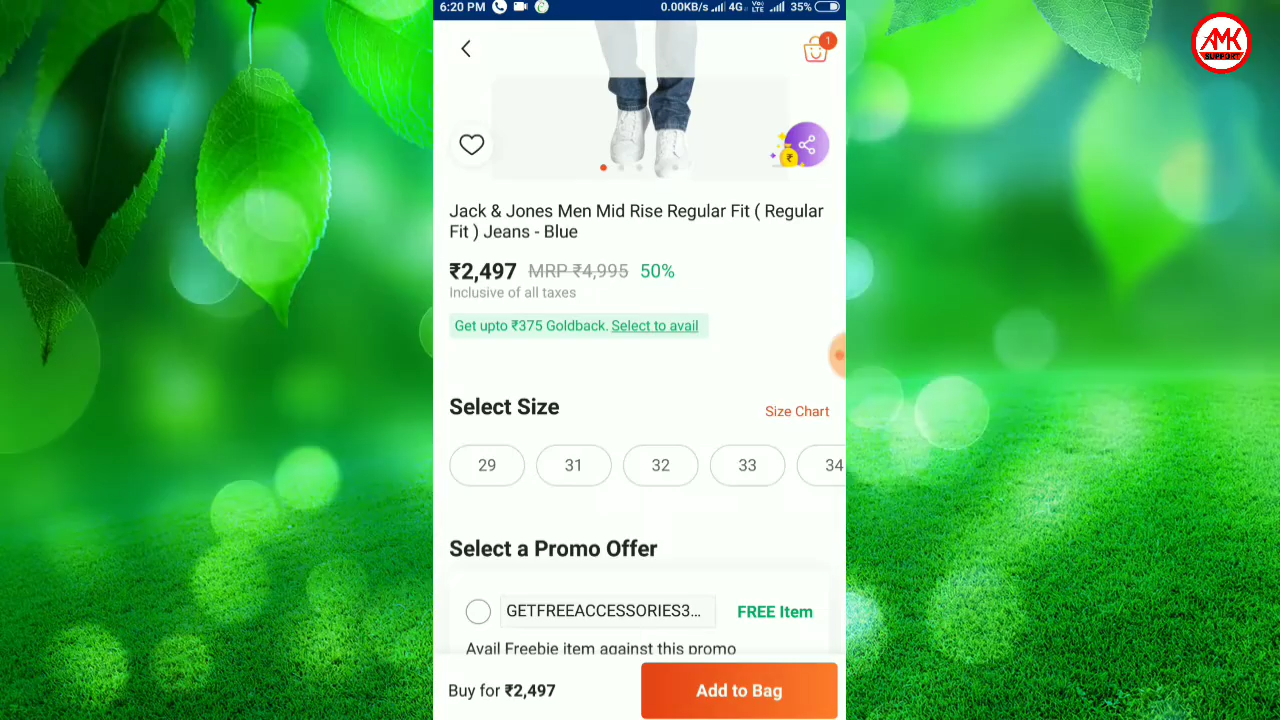 6:20 PM
0.00KB/s 4G VoLTE 35%
AMK
SUPPORT
1
₹
Jack & Jones Men Mid Rise Regular Fit ( Regular
Fit ) Jeans - Blue
₹2,497 MRP ₹4,995 50%
Inclusive of all taxes
Get upto ₹375 Goldback. Select to avail
Select Size
Size Chart
29 31 32 33 34
Select a Promo Offer
GETFREEACCESSORIES3... FREE Item
Avail Freebie item against this promo
Buy for ₹2,497
Add to Bag